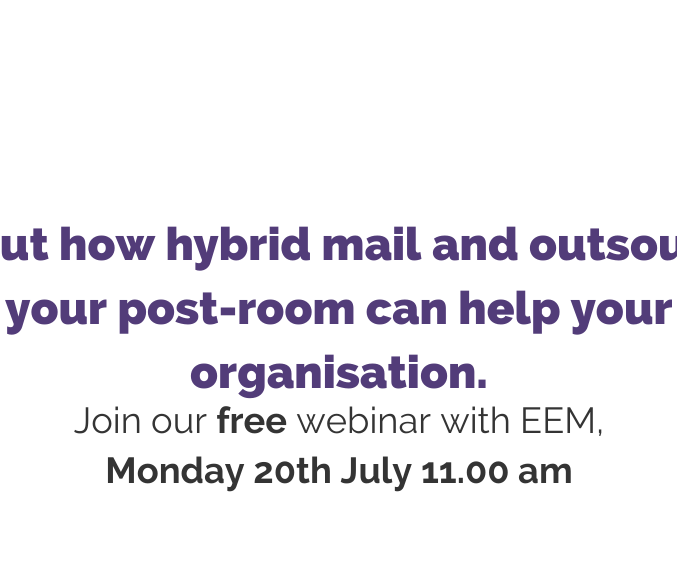 ut how hybrid mail and outsou
your post-room can help your
organisation.
Join our free webinar with EEM,
Monday 20th July 11.00 am